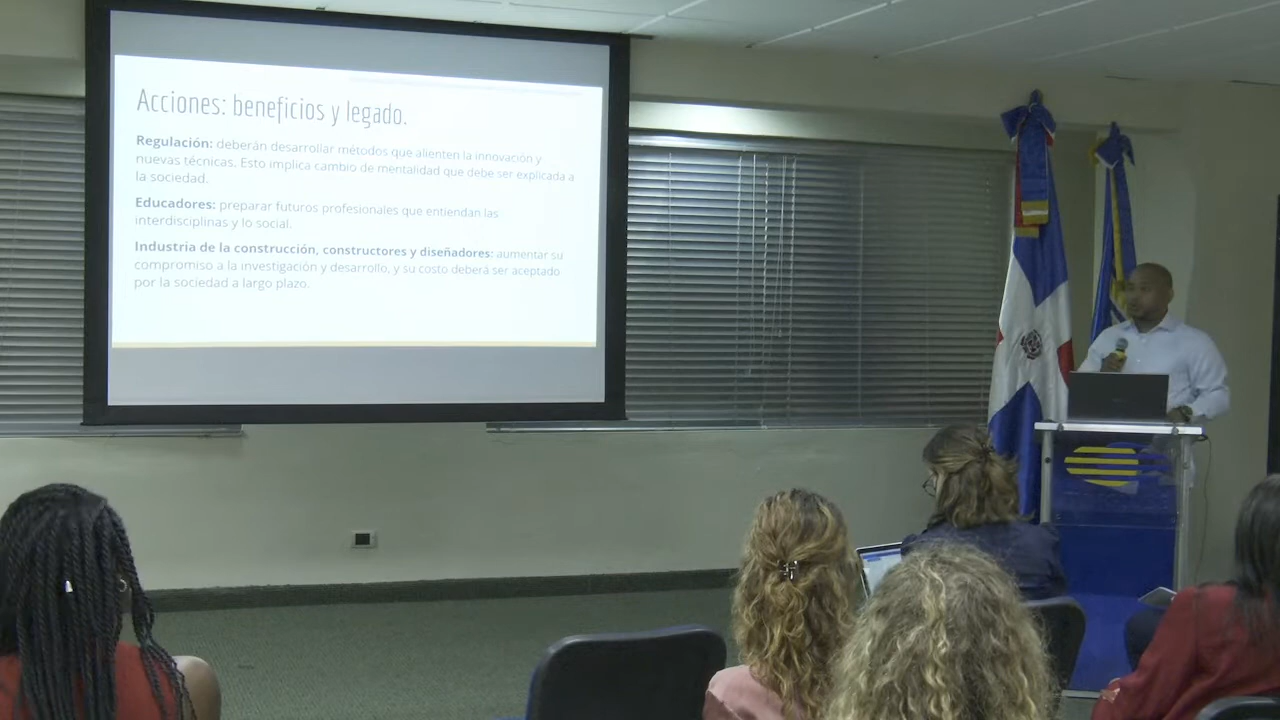 Acciones: beneficios y legado.
Regulación: deberán desarrollar métodos que alienten la innovación y
nuevas técnicas. Esto implica cambio de mentalidad que debe ser explicada a
la sociedad.
Educadores: preparar futuros profesionales que entiendan las
interdisciplinas y lo social.
Industria de la construcción, constructores y diseñadores: aumentar su
compromiso a la investigación y desarrollo, y su costo deberá ser aceptado
por la sociedad a largo plazo.